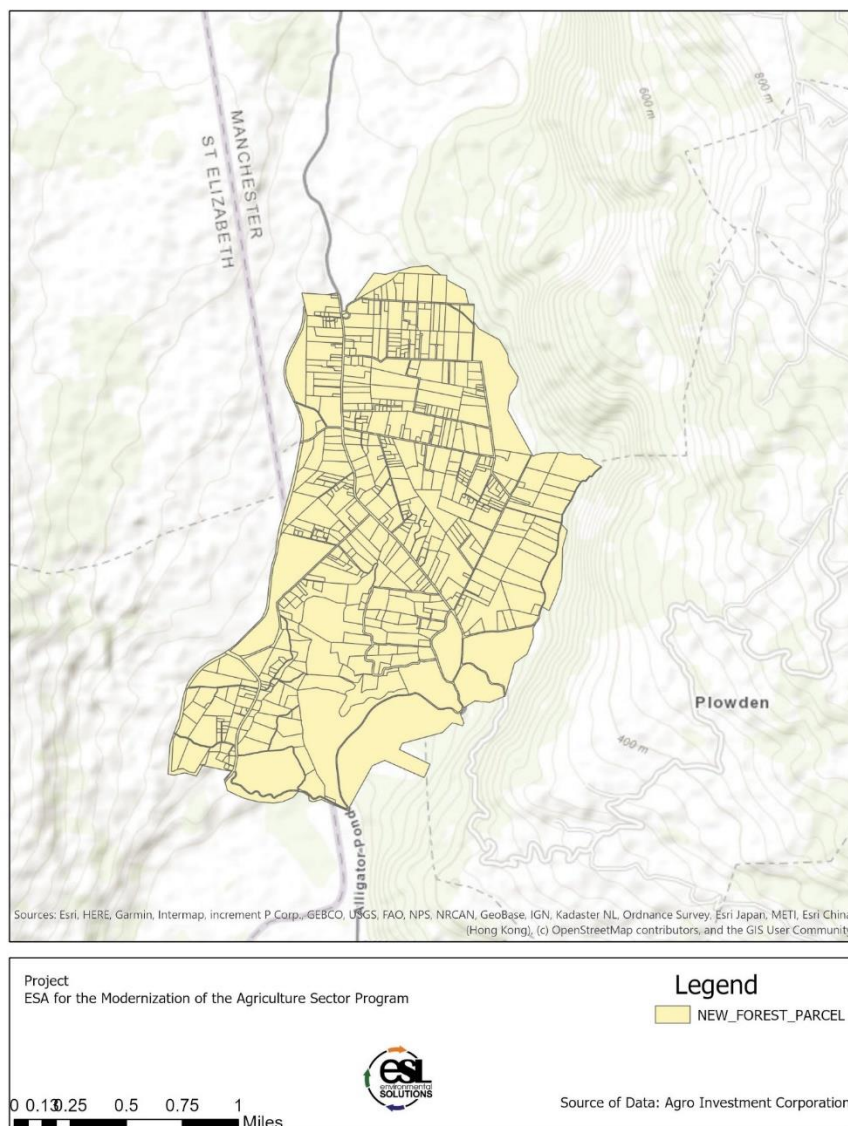 MANCHESTER
ST ELIZABETH
600 m
800 m
Plowden
400 m
Alligator-Pond
Sources: Esri, HERE, Garmin, Intermap, increment P Corp., GEBCO, USGS, FAO, NPS, NRCAN, GeoBase, IGN, Kadaster NL, Ordnance Survey, Esri Japan, METI, Esri China
(Hong Kong), (c) OpenStreetMap contributors, and the GIS User Community
Project
ESA for the Modernization of the Agriculture Sector Program
Legend
NEW_FOREST_PARCEL
esL
environmental
SOLUTIONS
0 0.13 0.25 0.5 0.75 1
Miles
Source of Data: Agro Investment Corporation